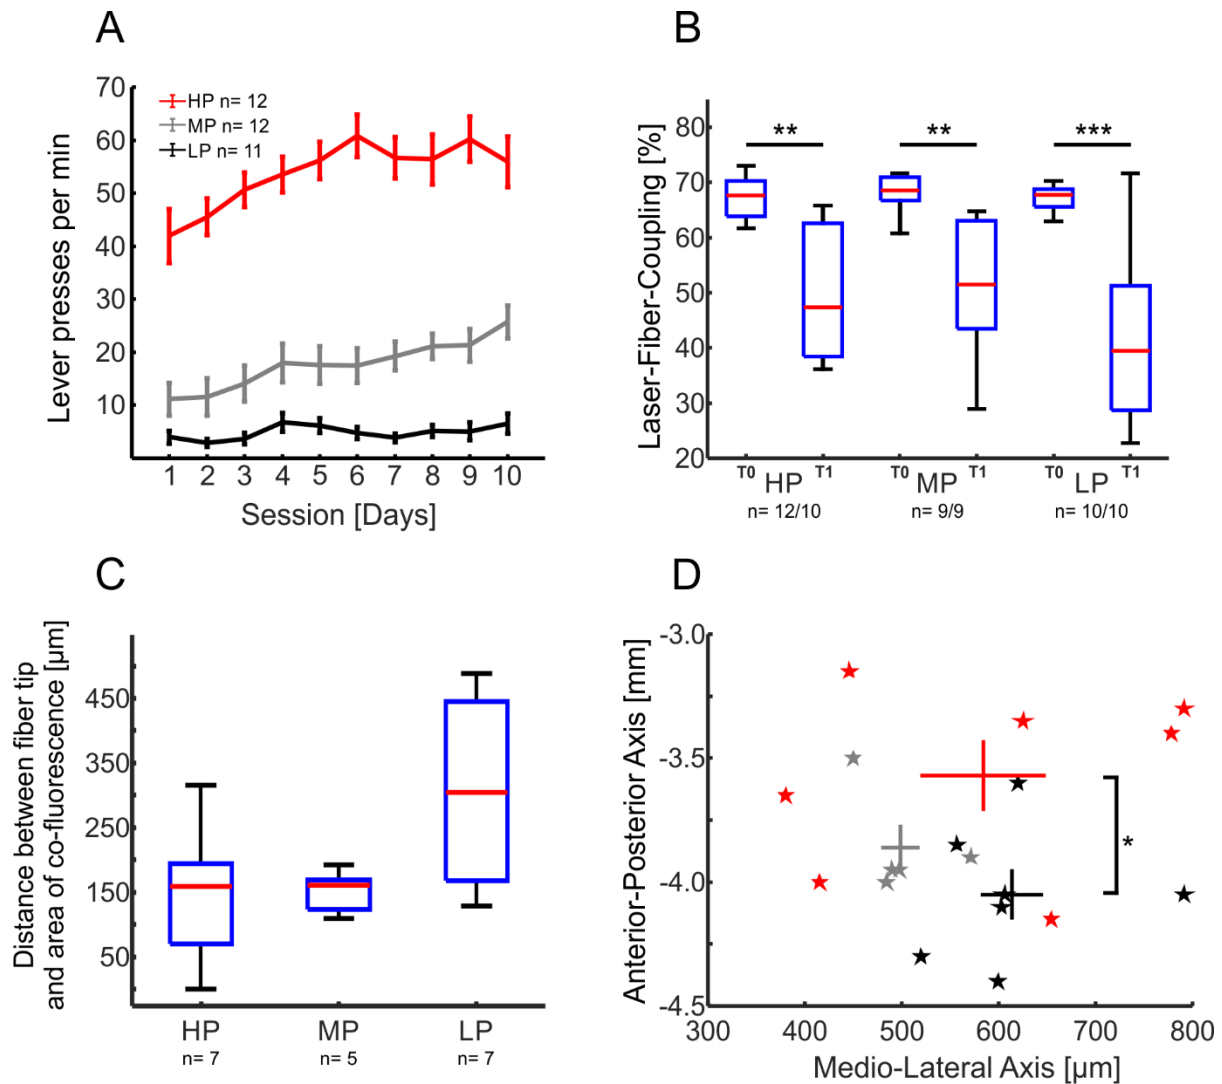 A
Lever presses per min
70
60
50
40
30
20
10
HP n= 12
MP n= 12
LP n= 11
1 2 3 4 5 6 7 8 9 10
Session [Days]
B
Laser-Fiber-Coupling [%]
80
70
60
50
40
30
20
** ** ***
T0 T1 T0 T1 T0 T1
HP MP LP
n= 12/10 n= 9/9 n= 10/10
C
Distance between fiber tip
and area of co-fluorescence [µm]
450
350
250
150
50
HP MP LP
n= 7 n= 5 n= 7
D
Anterior-Posterior Axis [mm]
-3.0
-3.5
-4.0
-4.5
*
300 400 500 600 700 800
Medio-Lateral Axis [µm]